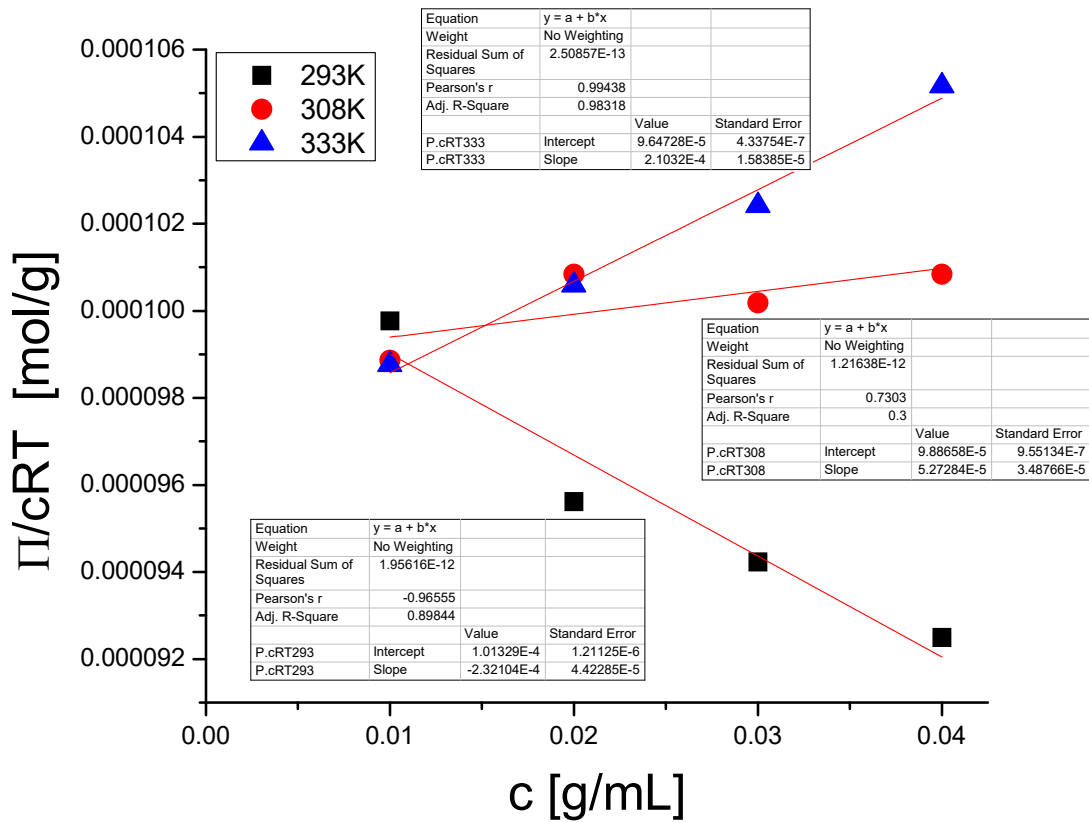 Equation y = a + b*x
Weight No Weighting
Residual Sum of Squares 2.50857E-13
Pearson's r 0.99438
Adj. R-Square 0.98318
Value Standard Error
P.cRT333 Intercept 9.64728E-5 4.33754E-7
P.cRT333 Slope 2.1032E-4 1.58385E-5
293K
308K
333K
0.000106
0.000104
0.000102
0.000100
0.000098
0.000096
0.000094
0.000092
Π/cRT [mol/g]
Equation y = a + b*x
Weight No Weighting
Residual Sum of Squares 1.21638E-12
Pearson's r 0.7303
Adj. R-Square 0.3
Value Standard Error
P.cRT308 Intercept 9.88658E-5 9.55134E-7
P.cRT308 Slope 5.27284E-5 3.48766E-5
Equation y = a + b*x
Weight No Weighting
Residual Sum of Squares 1.95616E-12
Pearson's r -0.96555
Adj. R-Square 0.89844
Value Standard Error
P.cRT293 Intercept 1.01329E-4 1.21125E-6
P.cRT293 Slope -2.32104E-4 4.42285E-5
0.00 0.01 0.02 0.03 0.04
c [g/mL]